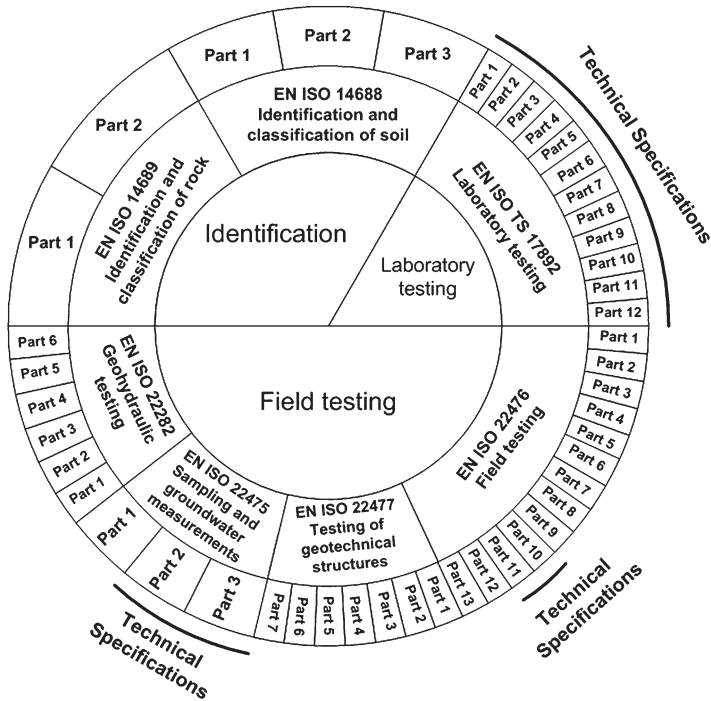 Part 1
Part 2
Part 3
EN ISO 14688
Identification and
classification of soil
Part 2
Part 1
EN ISO 14689
Identification and
classification of rock
Identification
Technical Specifications
Part 1
Part 2
Part 3
Part 4
Part 5
Part 6
Part 7
Part 8
Part 9
Part 10
Part 11
Part 12
EN ISO TS 17892
Laboratory testing
Laboratory
testing
Field testing
Part 1
Part 2
Part 3
Part 4
Part 5
Part 6
Part 7
Part 8
Part 9
Part 10
Part 11
Part 12
Part 13
EN ISO 22476
Field testing
Technical
Specifications
Part 1
Part 2
Part 3
Part 4
Part 5
Part 6
Part 7
EN ISO 22477
Testing of
geotechnical
structures
Part 3
Part 2
Part 1
EN ISO 22475
Sampling and
groundwater
measurements
Technical
Specifications
Part 1
Part 2
Part 3
Part 4
Part 5
Part 6
EN ISO 22282
Geohydraulic
testing